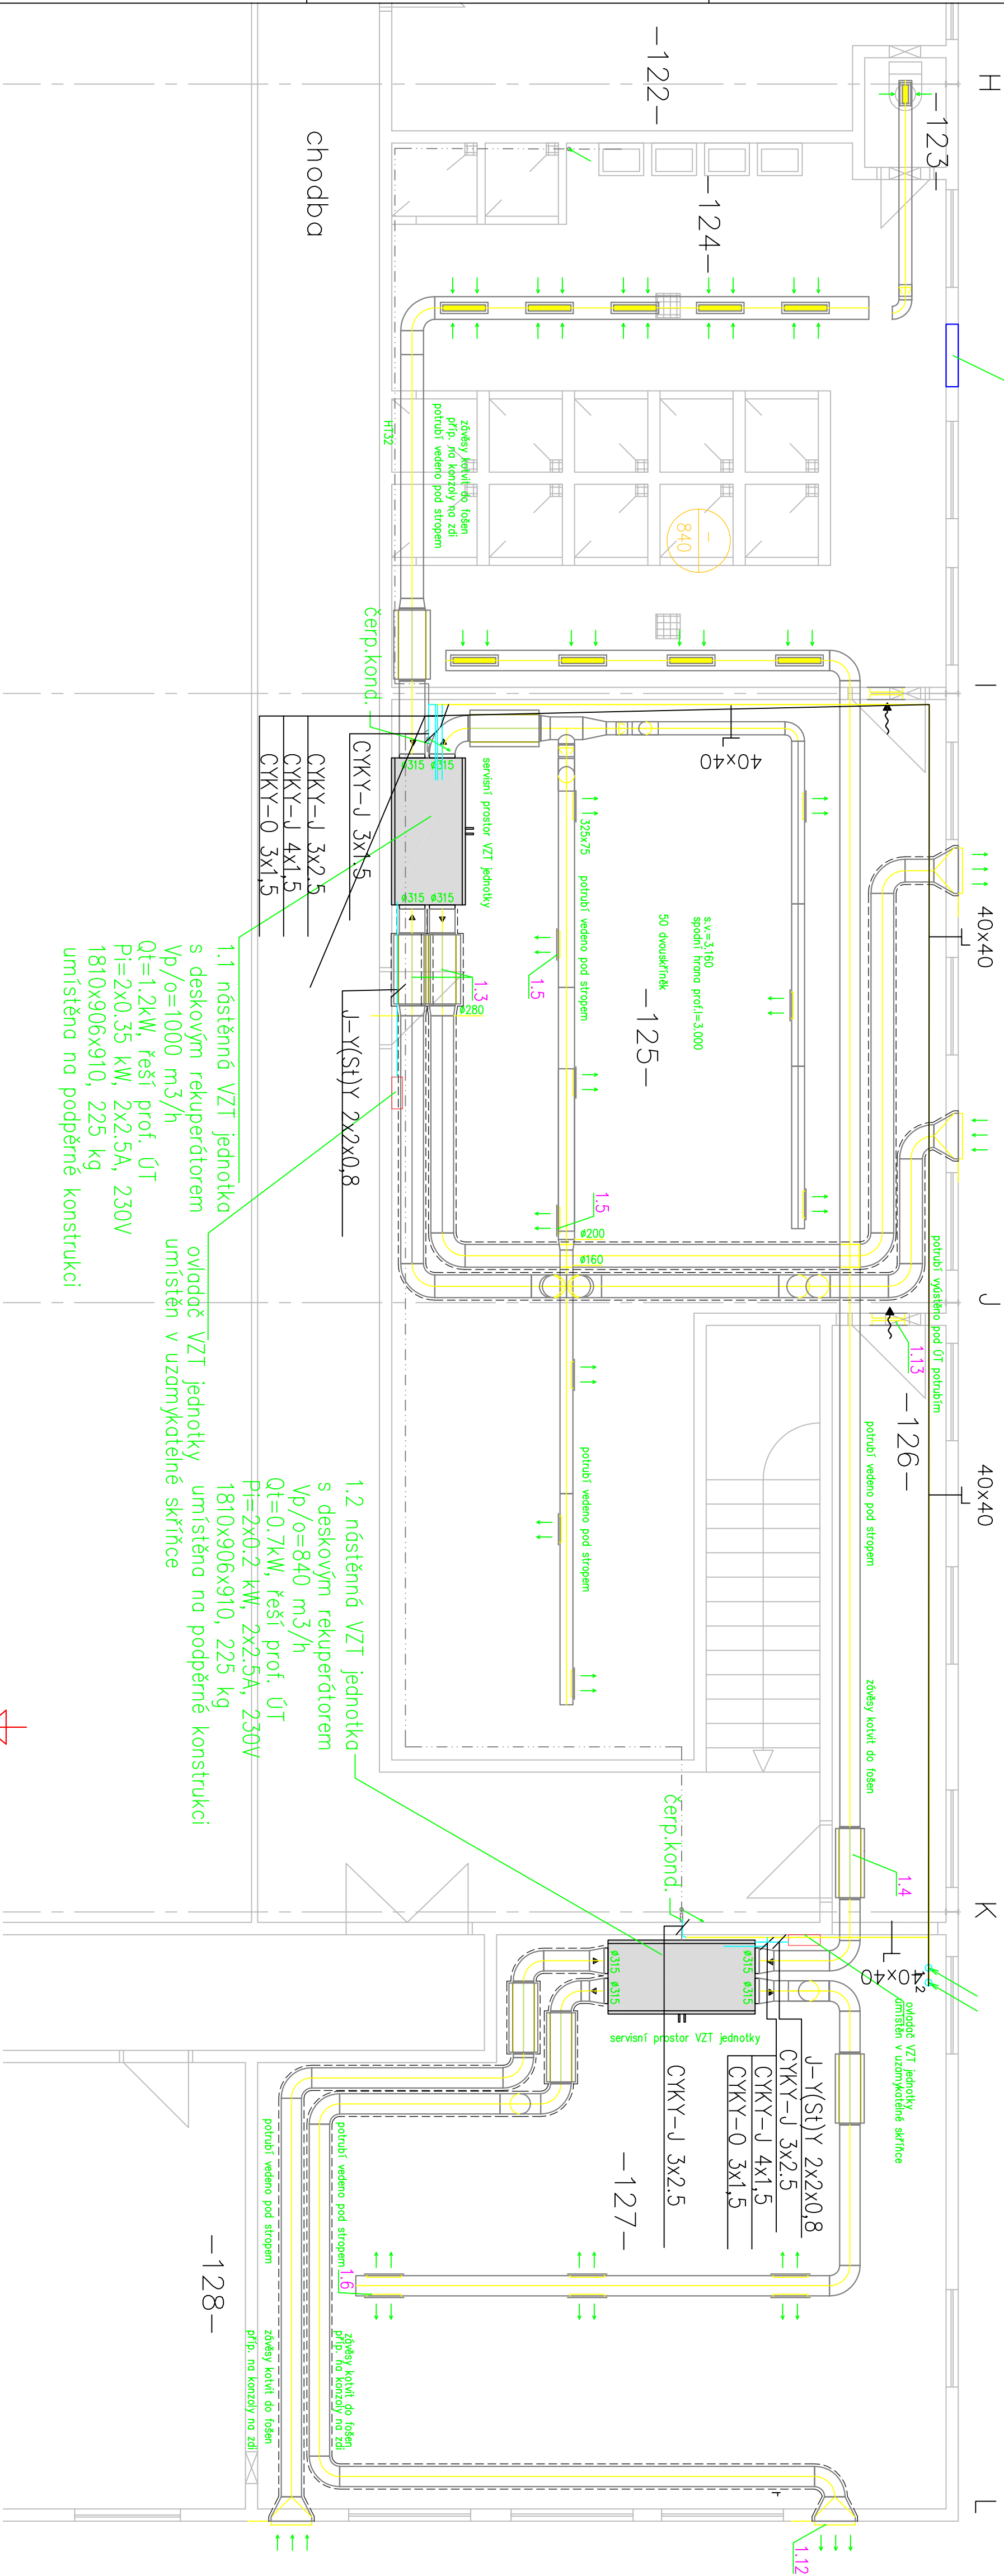 H
I
J
K
L
-122-
-123-
-124-
chodba
HT32
závěsy kotvit do fošen
příp. na konzoly na zdi
potrubí vedeno pod stropem
-
840
čerp.kond.
40x40
40x40
40x40
CYKY-J 3x1.5
CYKY-J 3x2.5
CYKY-J 4x1,5
CYKY-O 3x1,5
ø315
ø315
ø315
ø315
servisní prostor VZT jednotky
325x75
potrubí vedeno pod stropem
s.v.=3,160
spodní hrana prof.I=3.000
50 dvouskříněk
-125-
1.3
1.5
ø280
J-Y(St)Y 2x2x0,8
1.5
ø200
ø160
1.1 nástěnná VZT jednotka
s deskovým rekuperátorem
Vp/o=1000 m3/h
Qt=1.2kW, řeší prof. ÚT
Pi=2x0.35 kW, 2x2.5A, 230V
1810x906x910, 225 kg
umístěna na podpěrné konstrukci
ovladač VZT jednotky
umístěn v uzamykatelné skříňce
potrubí vyústěno pod ÚT potrubím
1.13
-126-
potrubí vedeno pod stropem
potrubí vedeno pod stropem
závěsy kotvit do fošen
1.2 nástěnná VZT jednotka
s deskovým rekuperátorem
Vp/o=840 m3/h
Qt=0.7kW, řeší prof. ÚT
Pi=2x0.2 kW, 2x2.5A, 230V
1810x906x910, 225 kg
umístěna na podpěrné konstrukci
čerp.kond.
1.4
40x40
2
ø315
ø315
ø315
ø315
servisní prostor VZT jednotky
ovladač VZT jednotky
umístěn v uzamykatelné skříňce
J-Y(St)Y 2x2x0,8
CYKY-J 3x2.5
CYKY-J 4x1,5
CYKY-O 3x1,5
CYKY-J 3x2.5
-127-
potrubí vedeno pod stropem
potrubí vedeno pod stropem
1.6
-128-
závěsy kotvit do fošen
příp. na konzoly na zdi
závěsy kotvit do fošen
příp. na konzoly na zdi
1.12